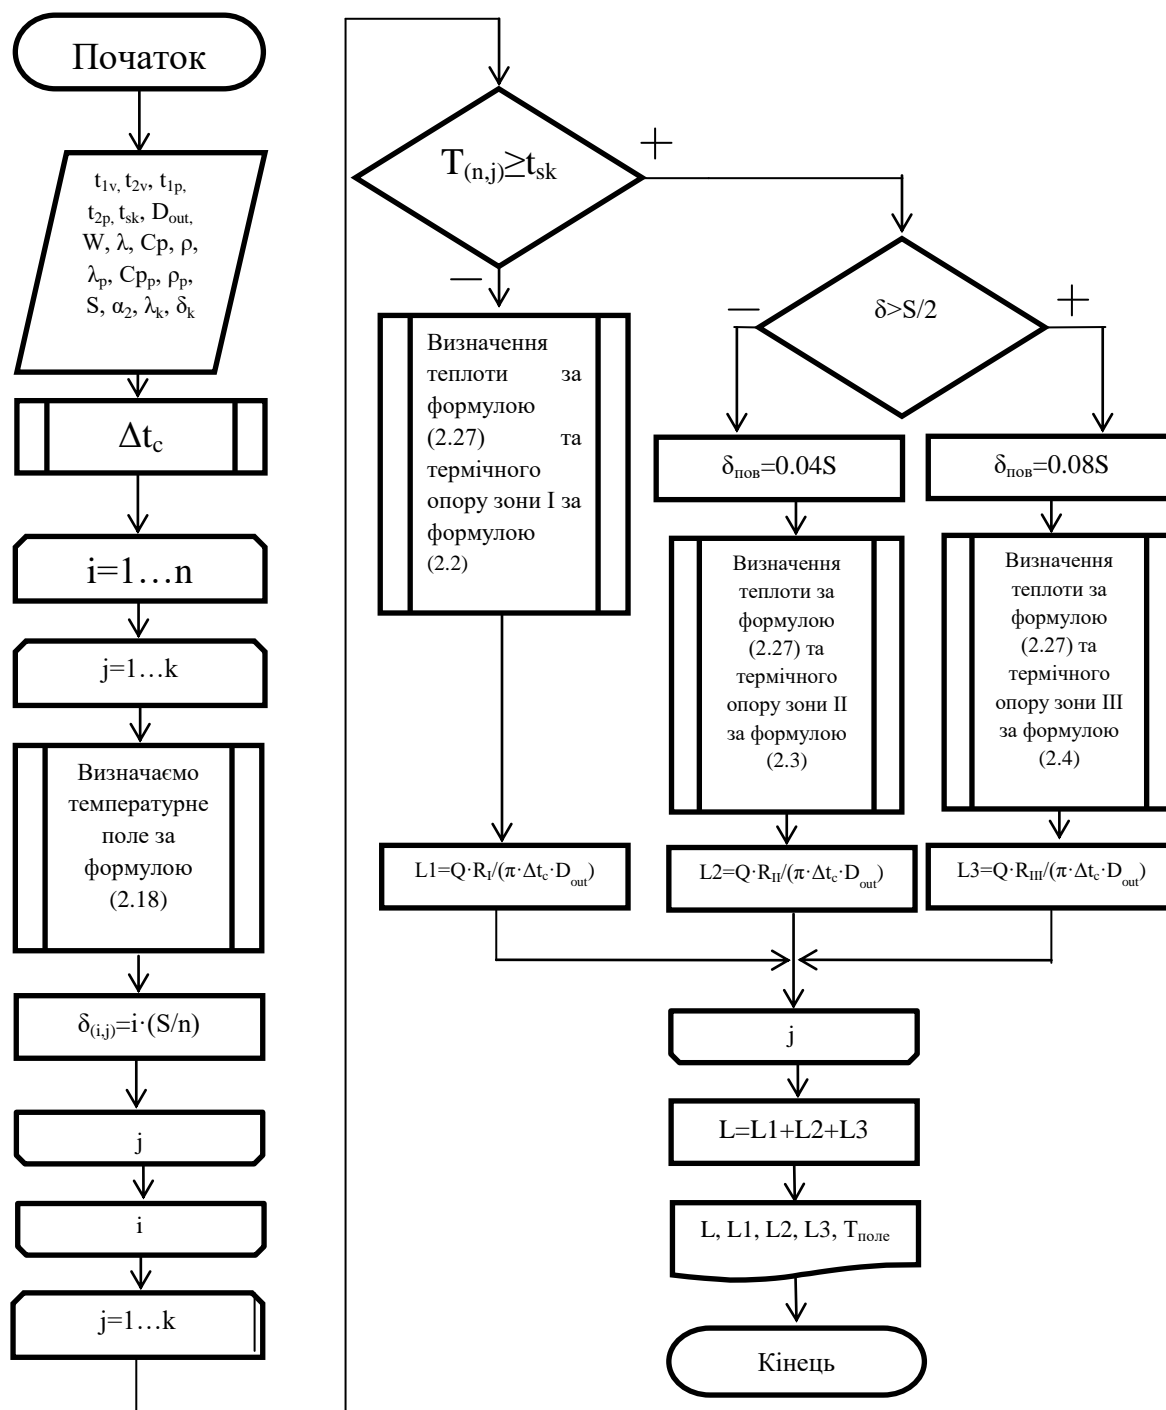 Початок
t1v, t2v, t1p,
t2p, tsk, Dout,
W, λ, Cp, ρ,
λp, Cpp, ρp,
S, α2, λk, δk
Δtc
i=1…n
j=1…k
Визначаємо
температурне
поле за
формулою
(2.18)
δ(i,j)=i·(S/n)
j
i
j=1…k
T(n,j)≥tsk
+
−
Визначення
теплоти за
формулою
(2.27) та
термічного
опору зони I за
формулою
(2.2)
L1=Q·RI/(π·Δtc·Dout)
δ>S/2
−
+
δпов=0.04S
Визначення
теплоти за
формулою
(2.27) та
термічного
опору зони II
за формулою
(2.3)
L2=Q·RII/(π·Δtc·Dout)
δпов=0.08S
Визначення
теплоти за
формулою
(2.27) та
термічного
опору зони III
за формулою
(2.4)
L3=Q·RIII/(π·Δtc·Dout)
j
L=L1+L2+L3
L, L1, L2, L3, Tполе
Кінець